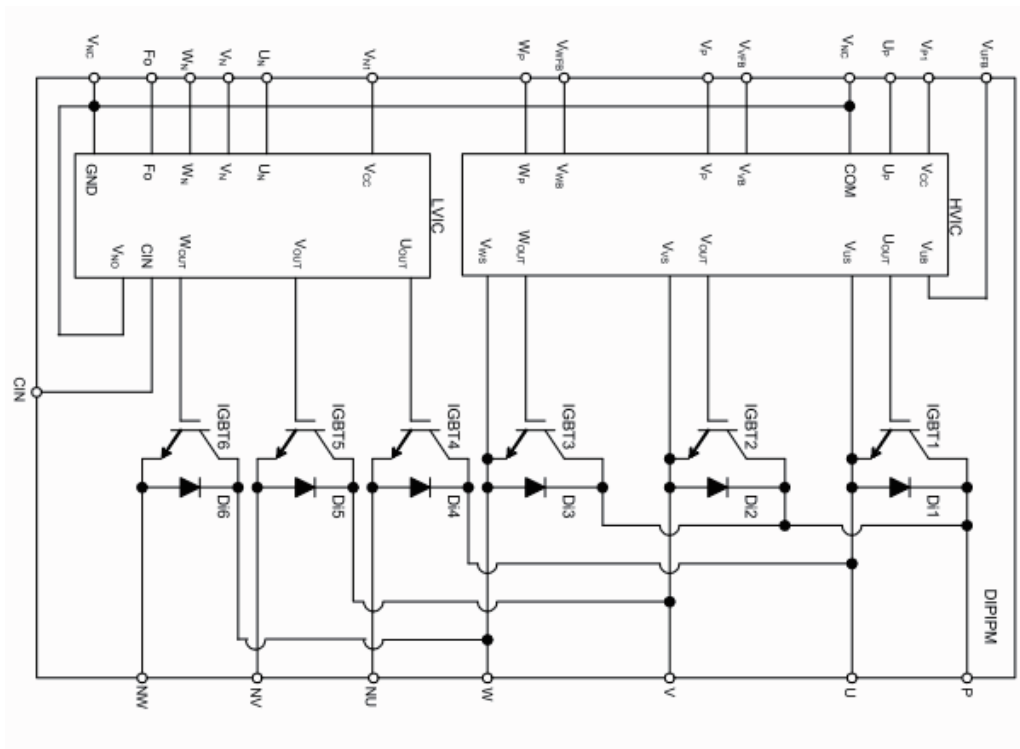 VUFB
VP1
UP
VNC
VVFB
VP
VWFB
WP
VN1
UN
VN
WN
FO
VNC
HVIC
VCC
UP
COM
VVB
VP
VWB
WP
VUB
UOUT
VUS
VOUT
VVS
WOUT
VWS
LVIC
VCC
UN
VN
WN
FO
GND
UOUT
VOUT
WOUT
CIN
VNO
CIN
IGBT1
Di1
IGBT2
Di2
IGBT3
Di3
IGBT4
Di4
IGBT5
Di5
IGBT6
Di6
DIPIPM
P
U
V
W
NU
NV
NW